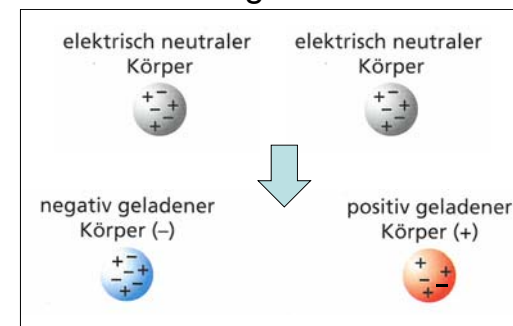 elektrisch neutraler
Körper
elektrisch neutraler
Körper
+ −
− +
+ −
+ −
− +
+ −
negativ geladener
Körper (–)
positiv geladener
Körper (+)
+ −
− +
− −
+
+
− +
+ −